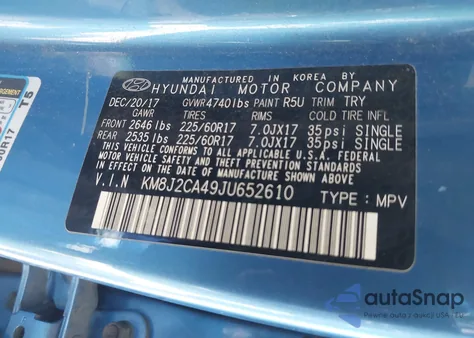 MANUFACTURED IN KOREA BY
HYUNDAI MOTOR COMPANY
DEC/20/17 GVWR 4740lbs PAINT R5U TRIM TRY
GAWR TIRES RIMS COLD TIRE INFL
FRONT 2646 lbs 225/60R17 7.0JX17 35psi SINGLE
REAR 2535 lbs 225/60R17 7.0JX17 35psi SINGLE
THIS VEHICLE CONFORMS TO ALL APPLICABLE FEDERAL MOTOR VEHICLE
SAFETY, BUMPER, AND THEFT PREVENTION STANDARDS IN EFFECT
ON THE DATE OF MANUFACTURE SHOWN ABOVE.
V.I.N KM8J2CA49JU652610
TYPE : MPV
T6
autoSnap